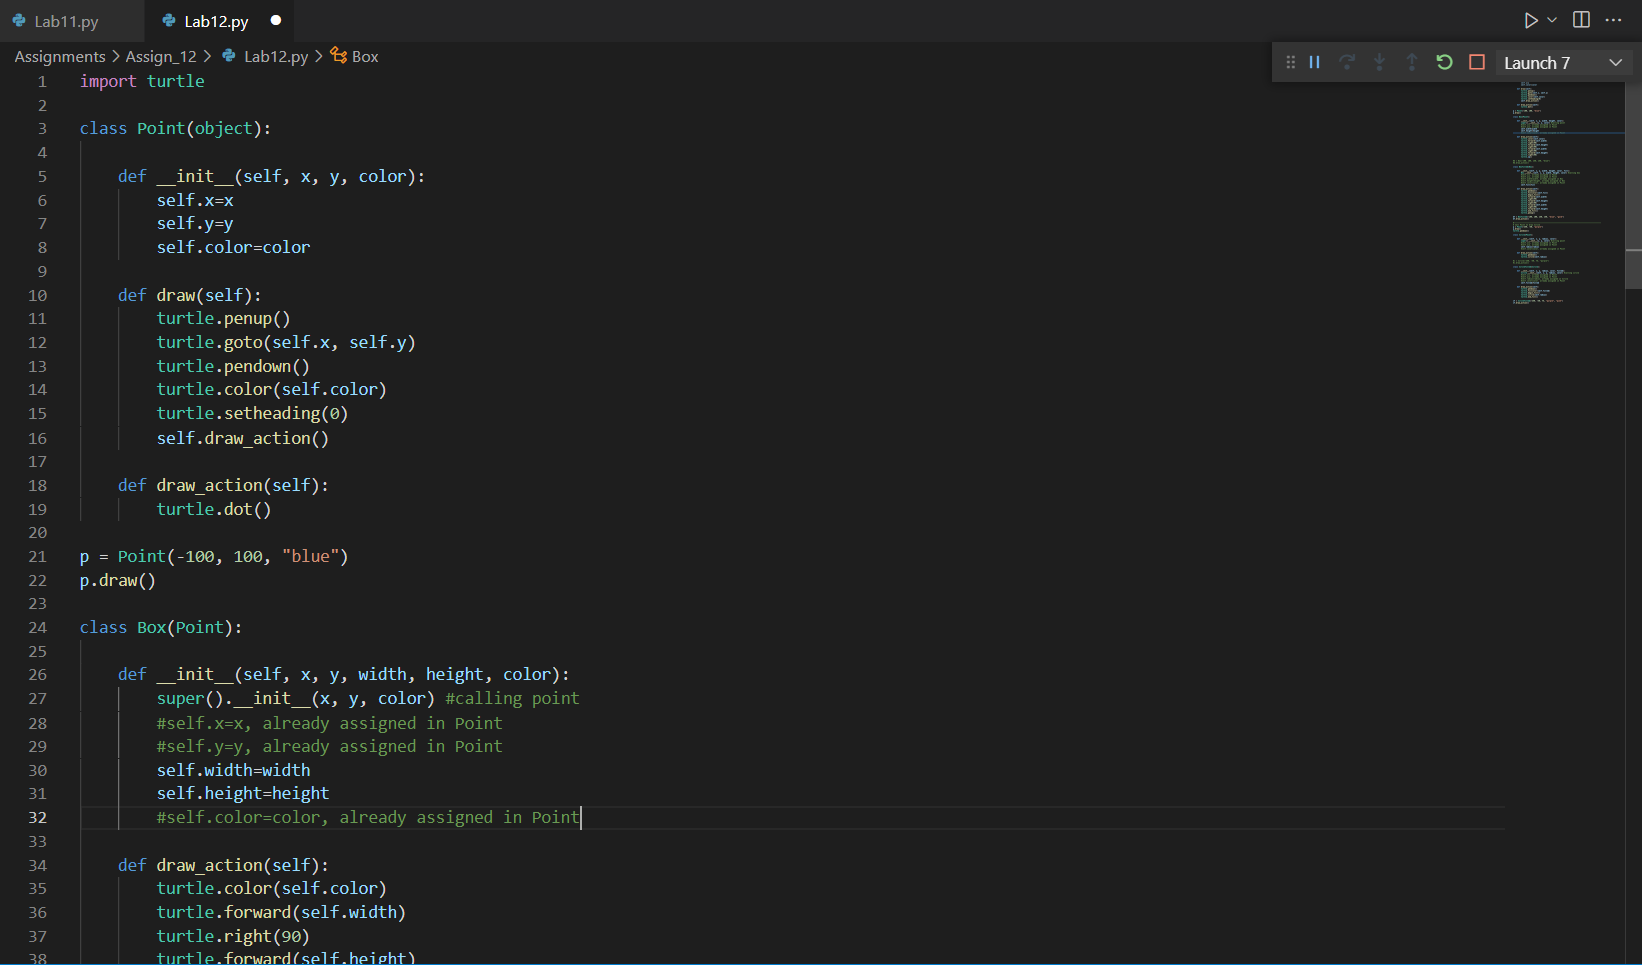 Lab11.py
Lab12.py
Assignments > Assign_12 > Lab12.py > Box
Launch 7
1 import turtle
2
3 class Point(object):
4
5     def __init__(self, x, y, color):
6         self.x=x
7         self.y=y
8         self.color=color
9
10     def draw(self):
11         turtle.penup()
12         turtle.goto(self.x, self.y)
13         turtle.pendown()
14         turtle.color(self.color)
15         turtle.setheading(0)
16         self.draw_action()
17
18     def draw_action(self):
19         turtle.dot()
20
21 p = Point(-100, 100, "blue")
22 p.draw()
23
24 class Box(Point):
25
26     def __init__(self, x, y, width, height, color):
27         super().__init__(x, y, color) #calling point
28         #self.x=x, already assigned in Point
29         #self.y=y, already assigned in Point
30         self.width=width
31         self.height=height
32         #self.color=color, already assigned in Point
33
34     def draw_action(self):
35         turtle.color(self.color)
36         turtle.forward(self.width)
37         turtle.right(90)
38         turtle.forward(self.height)